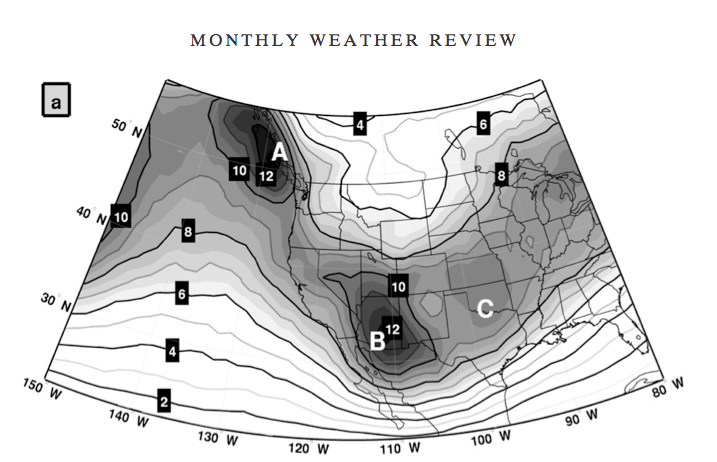 MONTHLY WEATHER REVIEW
a
50 N
4
6
A
10
12
8
40 N
10
8
10
6
30 N
C
12
B
4
150 W
2
80 W
140 W
90 W
130 W
100 W
120 W
110 W